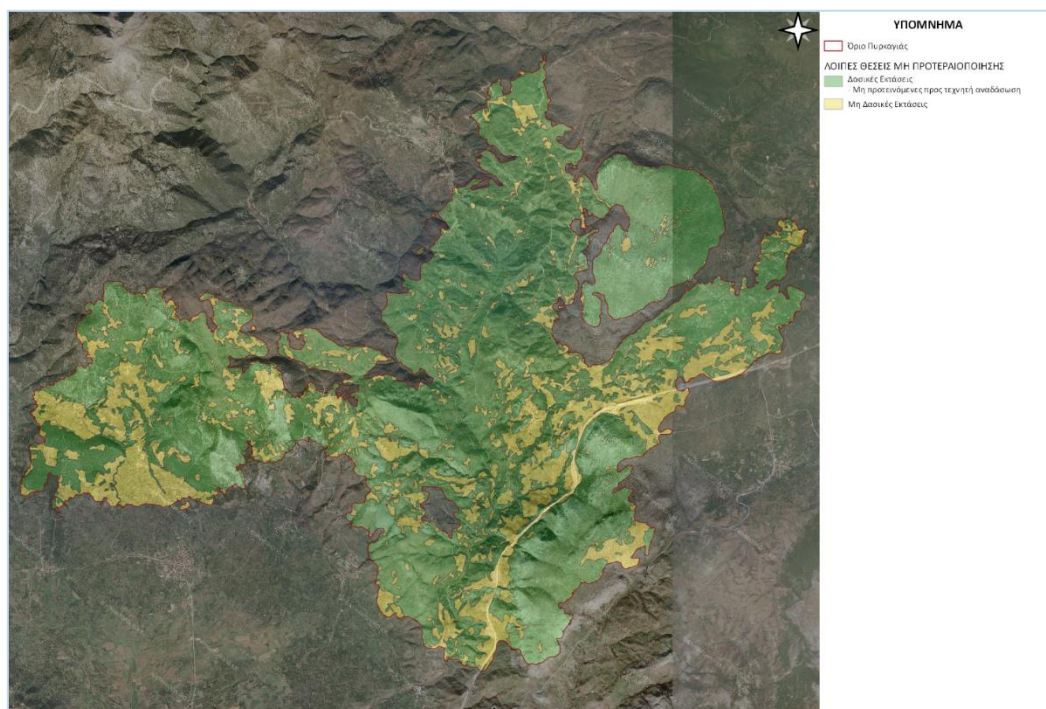 ΥΠΟΜΝΗΜΑ
Όριο Πυρκαγιάς
ΛΟΙΠΕΣ ΘΕΣΕΙΣ ΜΗ ΠΡΟΤΕΡΑΙΟΠΟΙΗΣΗΣ
Δασικές Εκτάσεις
- Μη προτεινόμενες προς τεχνητή αναδάσωση
Μη Δασικές Εκτάσεις